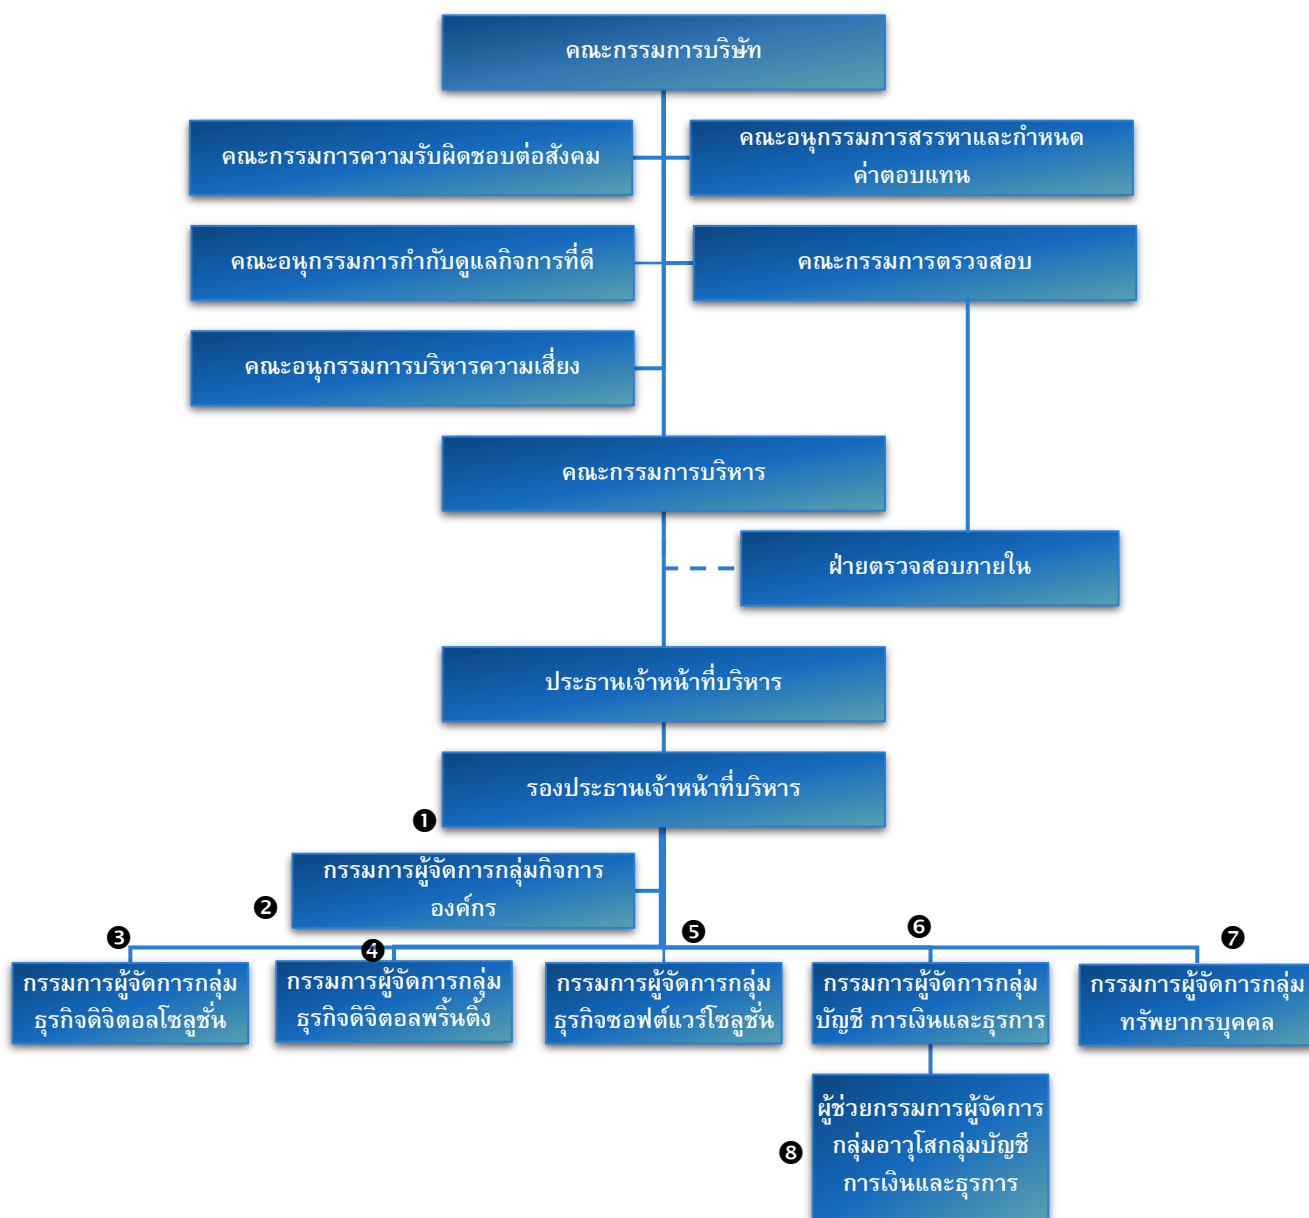 คณะกรรมการบริษัท
คณะกรรมการความรับผิดชอบต่อสังคม
คณะอนุกรรมการสรรหาและกำหนด
ค่าตอบแทน
คณะอนุกรรมการกำกับดูแลกิจการที่ดี
คณะกรรมการตรวจสอบ
คณะอนุกรรมการบริหารความเสี่ยง
คณะกรรมการบริหาร
ฝ่ายตรวจสอบภายใน
ประธานเจ้าหน้าที่บริหาร
รองประธานเจ้าหน้าที่บริหาร
❶
กรรมการผู้จัดการกลุ่มกิจการ
องค์กร
❷
❸
❹
❺
❻
❼
กรรมการผู้จัดการกลุ่ม
ธุรกิจดิจิตอลโซลูชั่น
กรรมการผู้จัดการกลุ่ม
ธุรกิจดิจิตอลพริ้นติ้ง
กรรมการผู้จัดการกลุ่ม
ธุรกิจซอฟต์แวร์โซลูชั่น
กรรมการผู้จัดการกลุ่ม
บัญชี การเงินและธุรการ
กรรมการผู้จัดการกลุ่ม
ทรัพยากรบุคคล
ผู้ช่วยกรรมการผู้จัดการ
กลุ่มอาวุโสกลุ่มบัญชี
การเงินและธุรการ
❽